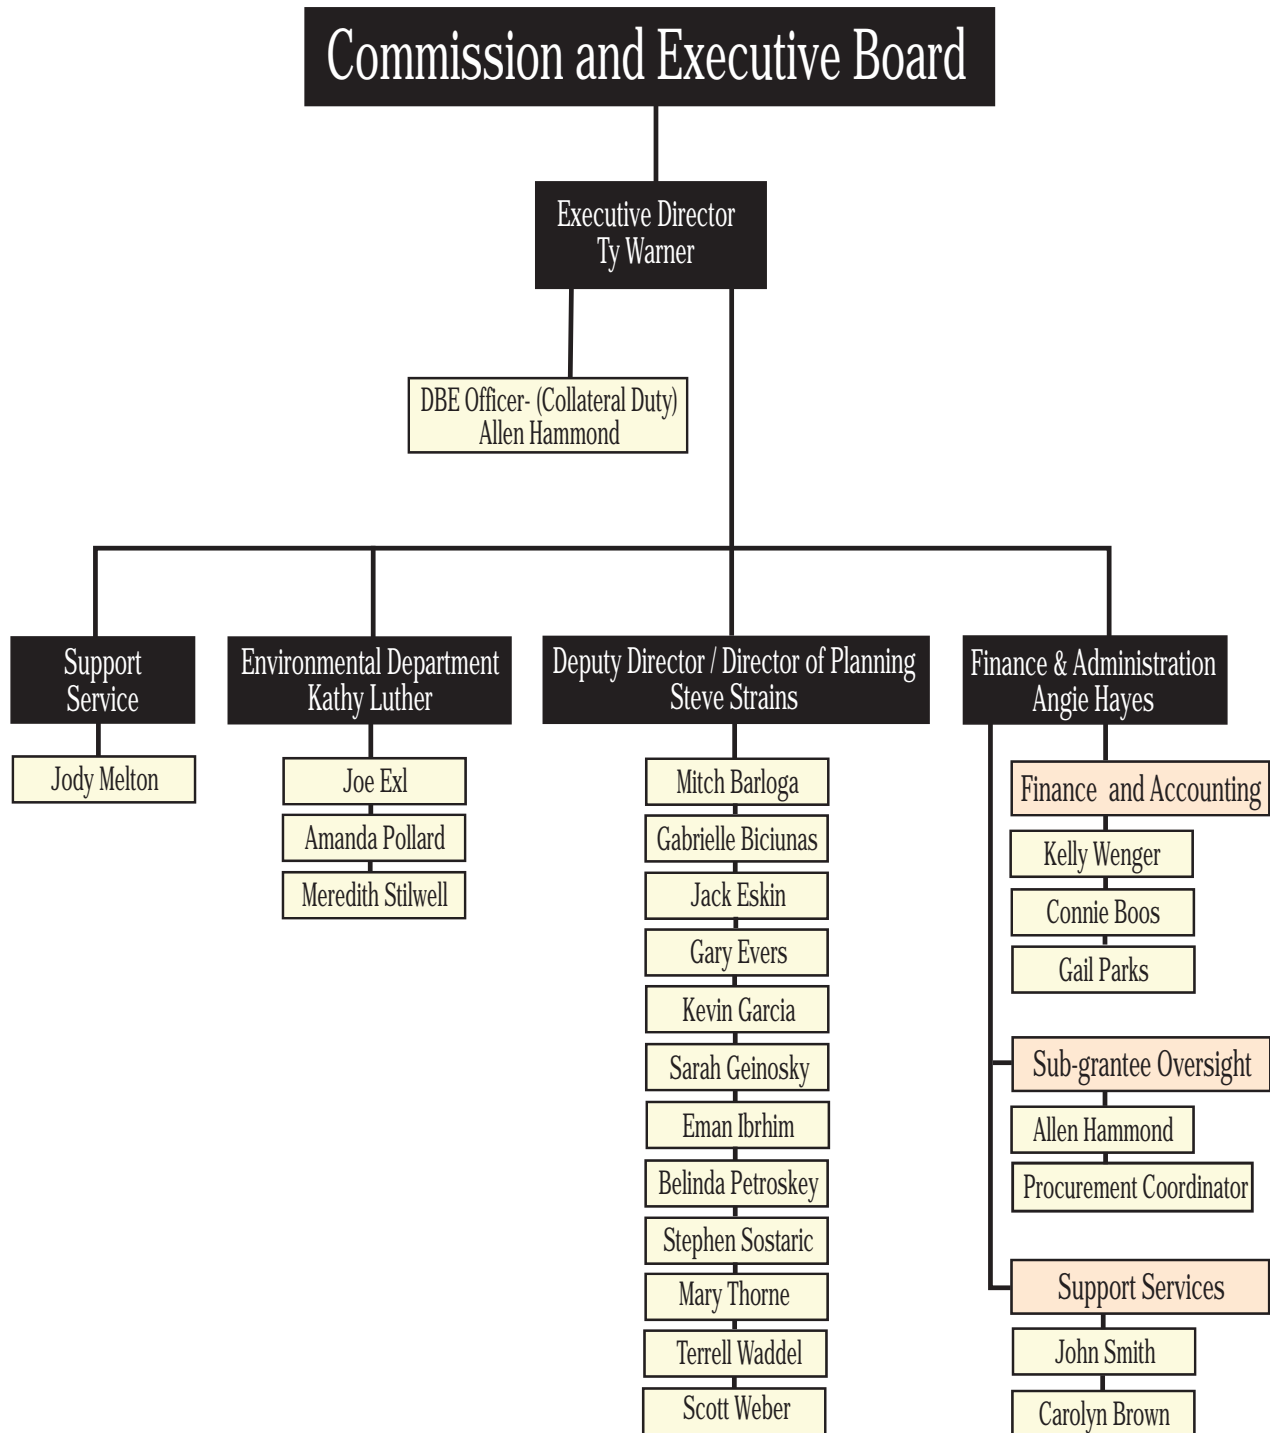 Commission and Executive Board
Executive Director
Ty Warner
DBE Officer- (Collateral Duty)
Allen Hammond
Support
Service
Jody Melton
Environmental Department
Kathy Luther
Joe Exl
Amanda Pollard
Meredith Stilwell
Deputy Director / Director of Planning
Steve Strains
Mitch Barloga
Gabrielle Biciunas
Jack Eskin
Gary Evers
Kevin Garcia
Sarah Geinosky
Eman Ibrhim
Belinda Petroskey
Stephen Sostaric
Mary Thorne
Terrell Waddel
Scott Weber
Finance & Administration
Angie Hayes
Finance and Accounting
Kelly Wenger
Connie Boos
Gail Parks
Sub-grantee Oversight
Allen Hammond
Procurement Coordinator
Support Services
John Smith
Carolyn Brown